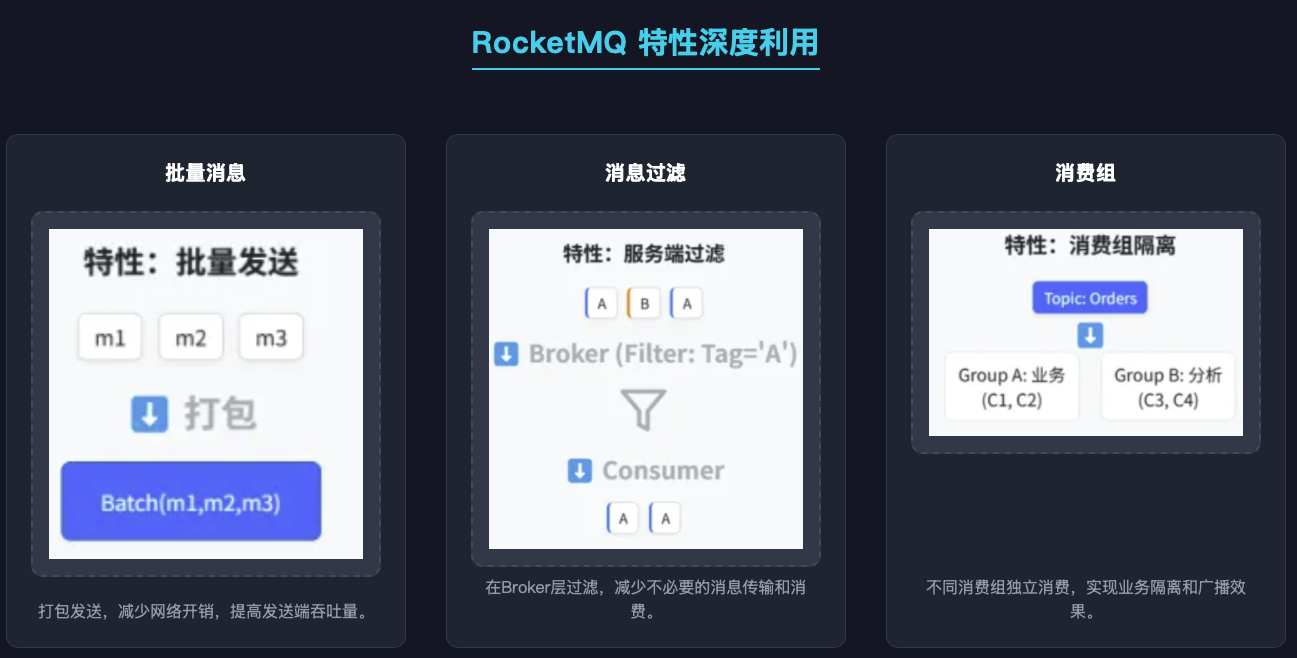 RocketMQ 特性深度利用
批量消息
特性：批量发送
m1 m2 m3
打包
Batch(m1,m2,m3)
打包发送，减少网络开销，提高发送端吞吐量。
消息过滤
特性：服务端过滤
A B A
Broker (Filter: Tag='A')
Consumer
A A
在Broker层过滤，减少不必要的消息传输和消
费。
消费组
特性：消费组隔离
Topic: Orders
Group A: 业务
(C1, C2)
Group B: 分析
(C3, C4)
不同消费组独立消费，实现业务隔离和广播效
果。